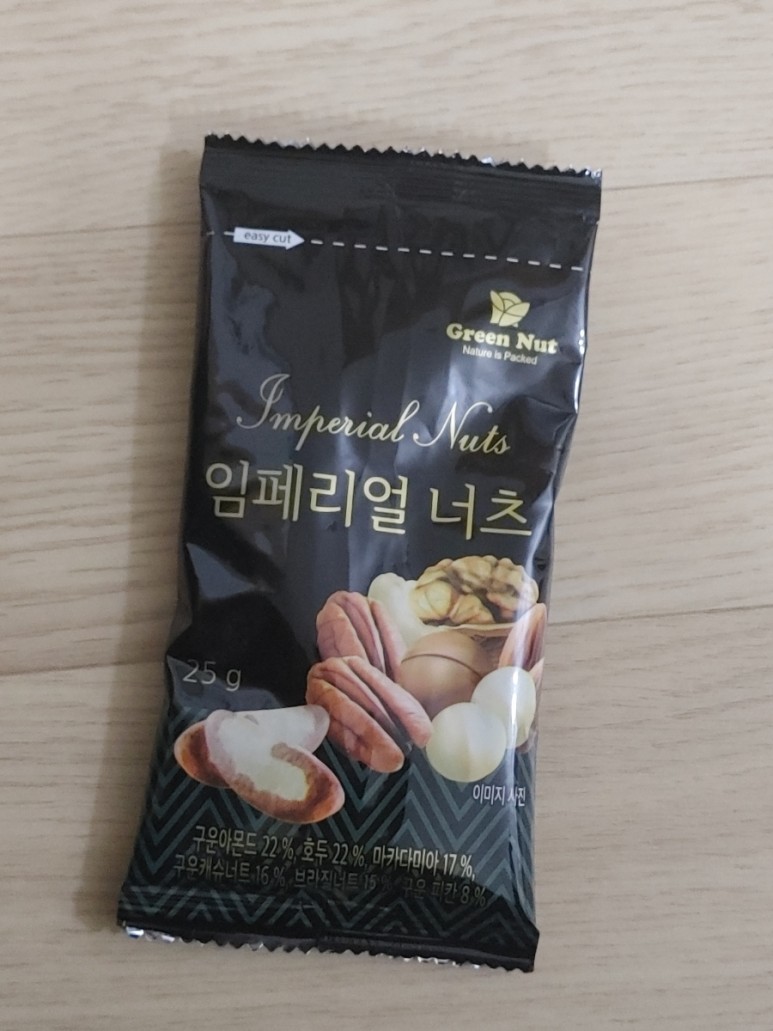 easy cut
Green Nut
Nature is Packed
Imperial Nuts
임페리얼 너츠
25 g
이미지 사진
구운아몬드 22 %, 호두 22 %, 마카다미아 17 %,
구운캐슈너트 16 %, 브라질너트 15 %, 구운 피칸 8 %